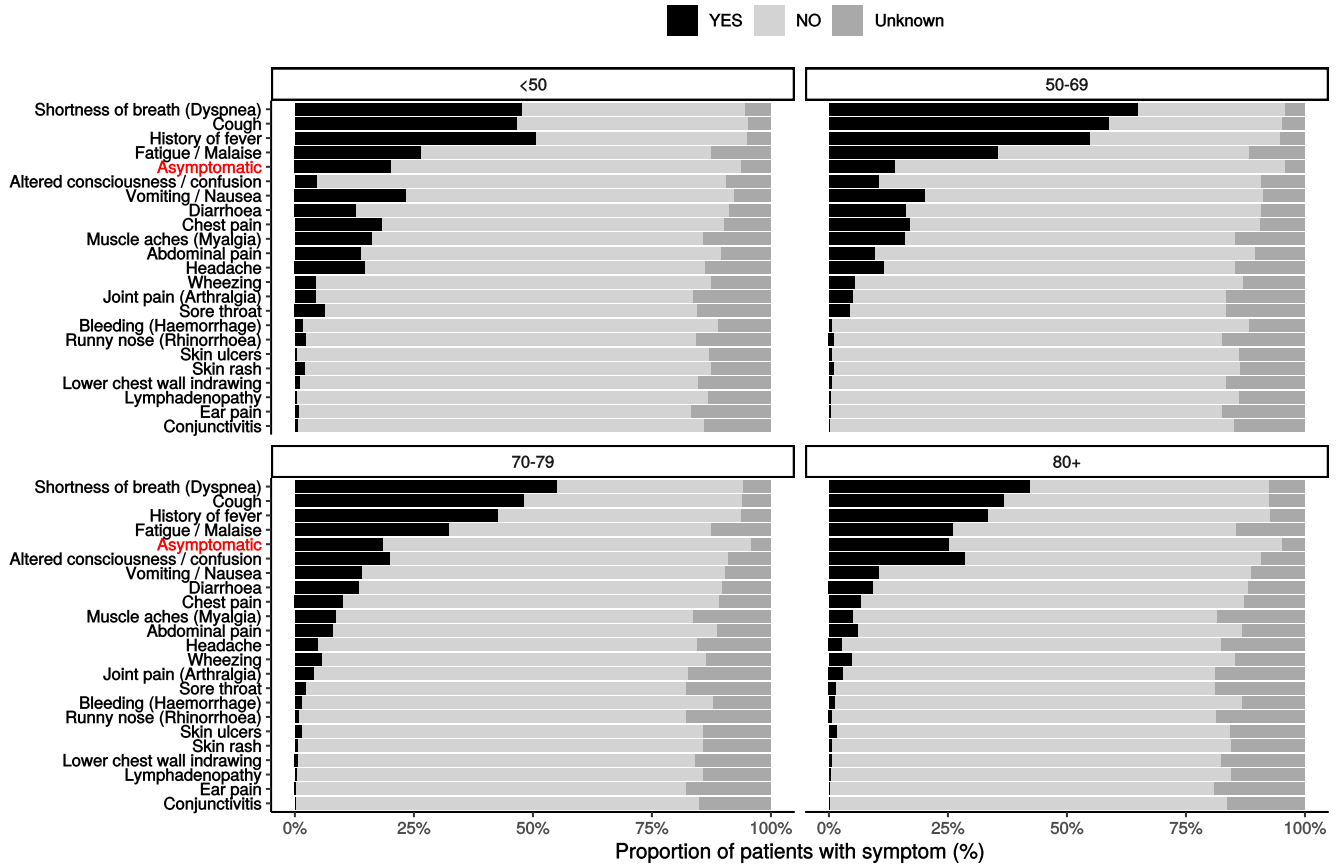 YES NO Unknown
<50 50-69
Shortness of breath (Dyspnea)
Cough
History of fever
Fatigue / Malaise
Asymptomatic
Altered consciousness / confusion
Vomiting / Nausea
Diarrhoea
Chest pain
Muscle aches (Myalgia)
Abdominal pain
Headache
Wheezing
Joint pain (Arthralgia)
Sore throat
Bleeding (Haemorrhage)
Runny nose (Rhinorrhoea)
Skin ulcers
Skin rash
Lower chest wall indrawing
Lymphadenopathy
Ear pain
Conjunctivitis
70-79 80+
Shortness of breath (Dyspnea)
Cough
History of fever
Fatigue / Malaise
Asymptomatic
Altered consciousness / confusion
Vomiting / Nausea
Diarrhoea
Chest pain
Muscle aches (Myalgia)
Abdominal pain
Headache
Wheezing
Joint pain (Arthralgia)
Sore throat
Bleeding (Haemorrhage)
Runny nose (Rhinorrhoea)
Skin ulcers
Skin rash
Lower chest wall indrawing
Lymphadenopathy
Ear pain
Conjunctivitis
0% 25% 50% 75% 100% 0% 25% 50% 75% 100%
Proportion of patients with symptom (%)